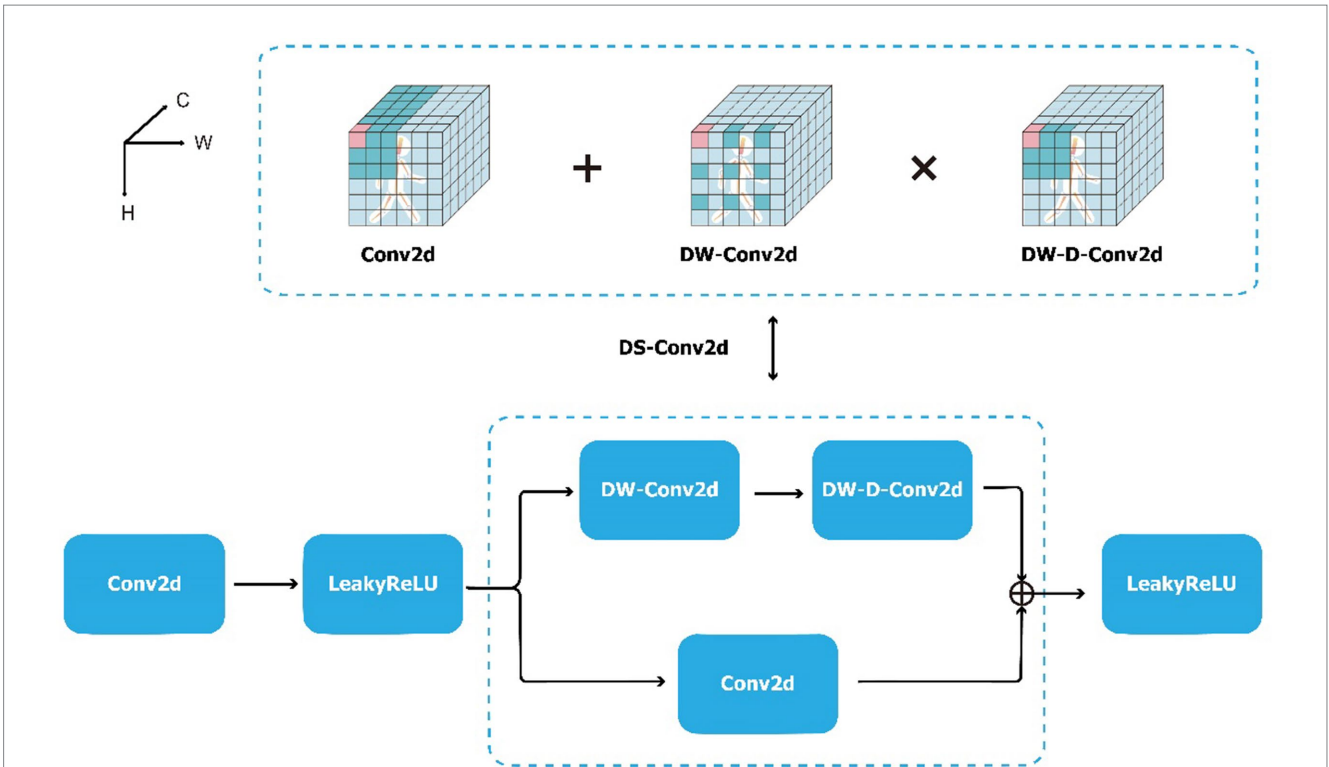 C
W
H
+
×
Conv2d
DW-Conv2d
DW-D-Conv2d
DS-Conv2d
DW-Conv2d
DW-D-Conv2d
Conv2d
LeakyReLU
LeakyReLU
Conv2d